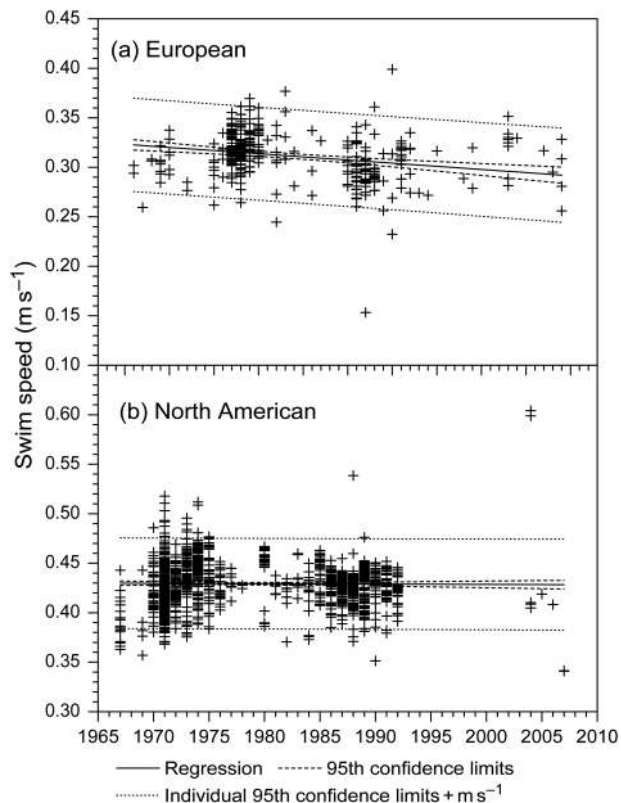 (a) European
0.45
0.40
0.35
0.30
0.25
0.20
0.15
0.10
Swim speed (m s⁻¹)
(b) North American
0.60
0.55
0.50
0.45
0.40
0.35
0.30
1965 1970 1975 1980 1985 1990 1995 2000 2005 2010
Regression 95th confidence limits
Individual 95th confidence limits + m s⁻¹